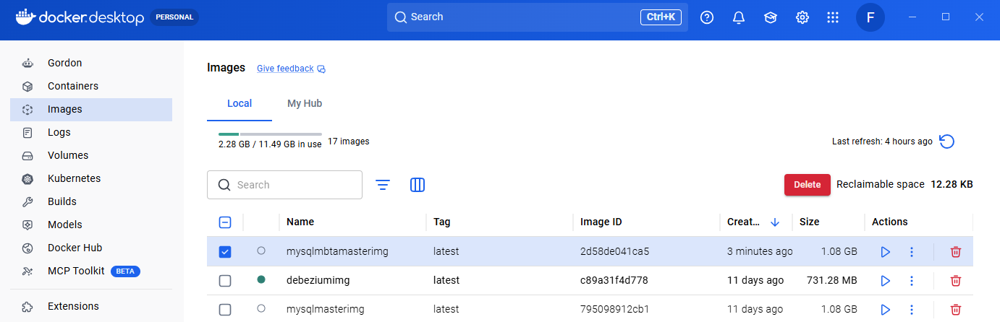 docker desktop PERSONAL Search Ctrl+K F
Gordon
Containers
Images
Logs
Volumes
Kubernetes
Builds
Models
Docker Hub
MCP Toolkit BETA
Extensions
Images Give feedback
Local My Hub
2.28 GB / 11.49 GB in use 17 images Last refresh: 4 hours ago
Search Delete Reclaimable space 12.28 KB
Name Tag Image ID Creat... Size Actions
mysqlmbtamasterimg latest 2d58de041ca5 3 minutes ago 1.08 GB
debeziumimg latest c89a31f4d778 11 days ago 731.28 MB
mysqlmasterimg latest 795098912cb1 11 days ago 1.08 GB